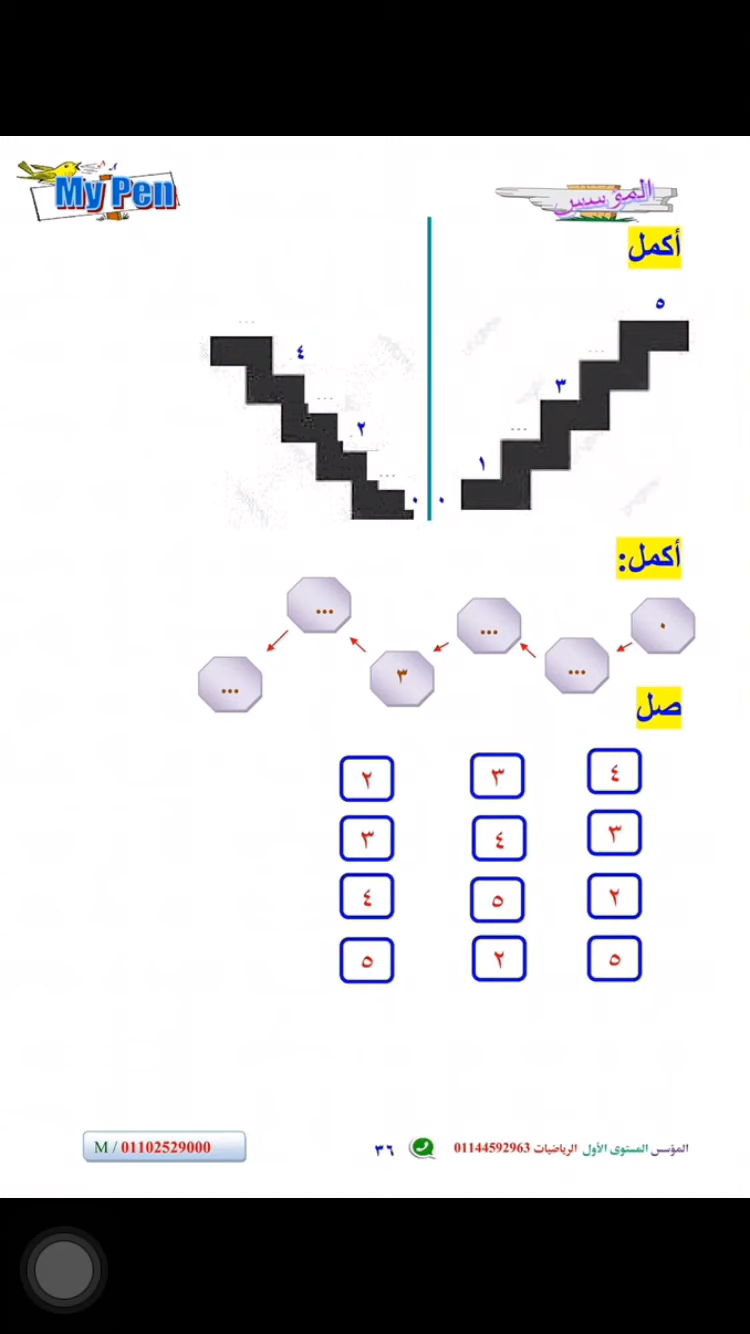 My Pen
المؤسس
أكمل
٥
...
...
٤
...
٣
...
...
٢
١
...
٠
٠
أكمل:
٠
...
...
٣
...
...
صل
٤ ٣ ٢
٣ ٤ ٣
٢ ٥ ٤
٥ ٢ ٥
المؤسس المستوى الأول الرياضيات 01144592963
٣٦
M / 01102529000